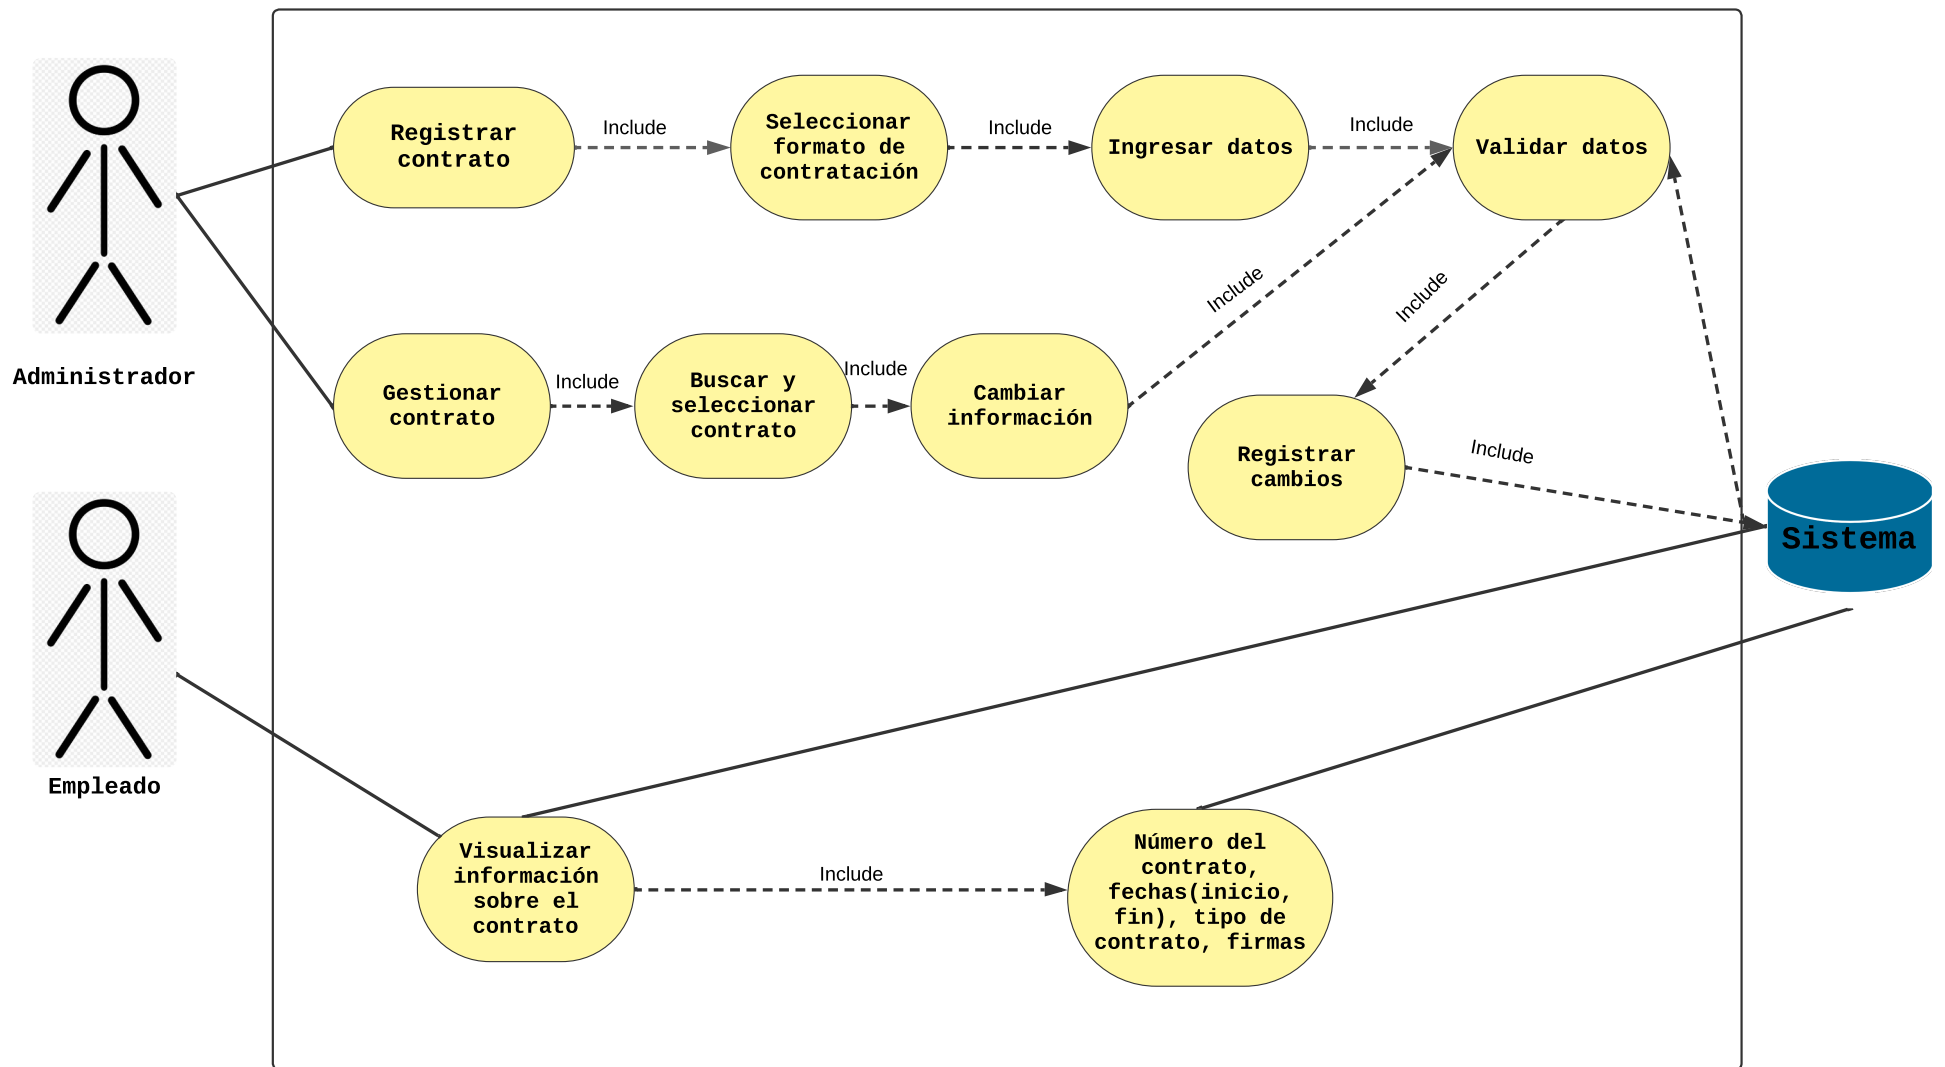 Registrar
contrato
Include
Seleccionar
formato de
contratación
Include
Ingresar datos
Include
Validar datos
Include
Include
Administrador
Gestionar
contrato
Include
Buscar y
seleccionar
contrato
Include
Cambiar
información
Registrar
cambios
Include
Sistema
Empleado
Visualizar
información
sobre el
contrato
Include
Número del
contrato,
fechas(inicio,
fin), tipo de
contrato, firmas